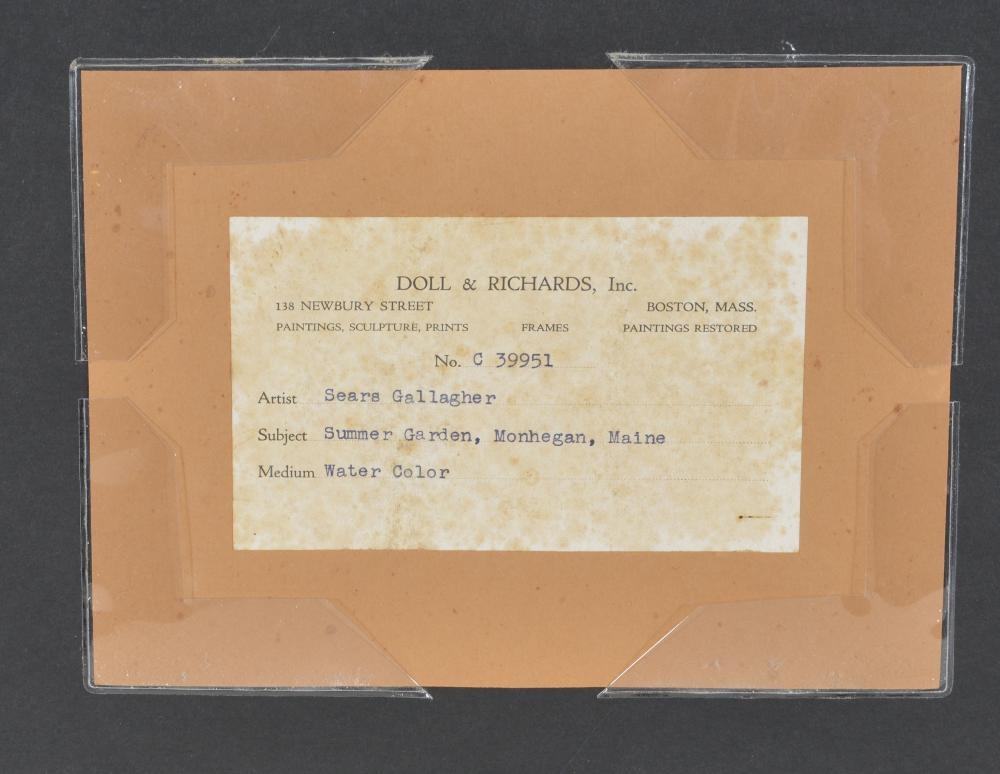 DOLL & RICHARDS, Inc.
138 NEWBURY STREET BOSTON, MASS.
PAINTINGS, SCULPTURE, PRINTS FRAMES PAINTINGS RESTORED
No. C 39951
Artist Sears Gallagher
Subject Summer Garden, Monhegan, Maine
Medium Water Color